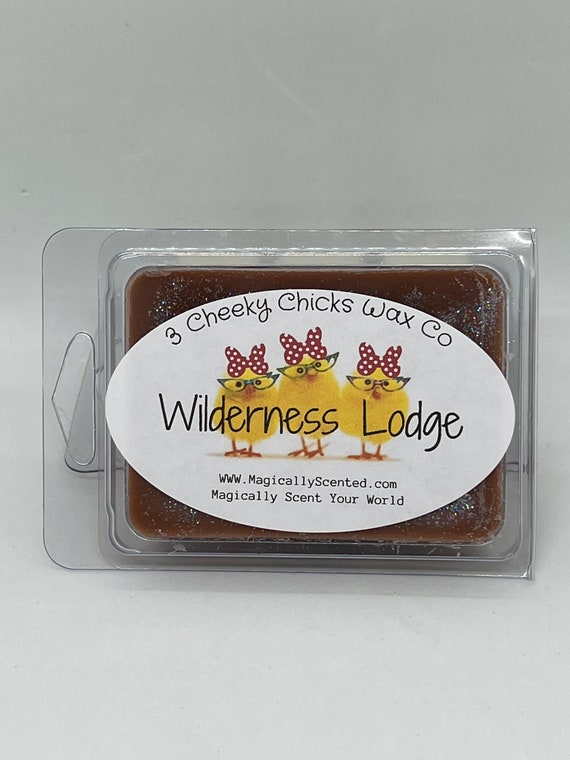 3 Cheeky Chicks Wax Co
Wilderness Lodge
www.MagicallyScented.com
Magically Scent Your World